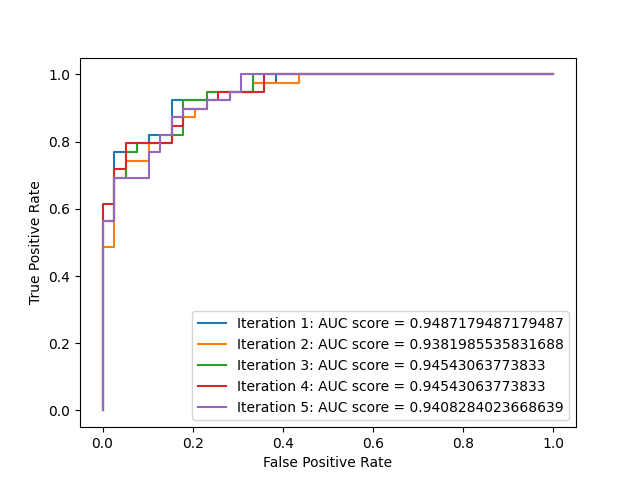 1.0
0.8
0.6
0.4
0.2
0.0
True Positive Rate
Iteration 1: AUC score = 0.9487179487179487
Iteration 2: AUC score = 0.9381985535831688
Iteration 3: AUC score = 0.94543063773833
Iteration 4: AUC score = 0.94543063773833
Iteration 5: AUC score = 0.9408284023668639
0.0 0.2 0.4 0.6 0.8 1.0
False Positive Rate